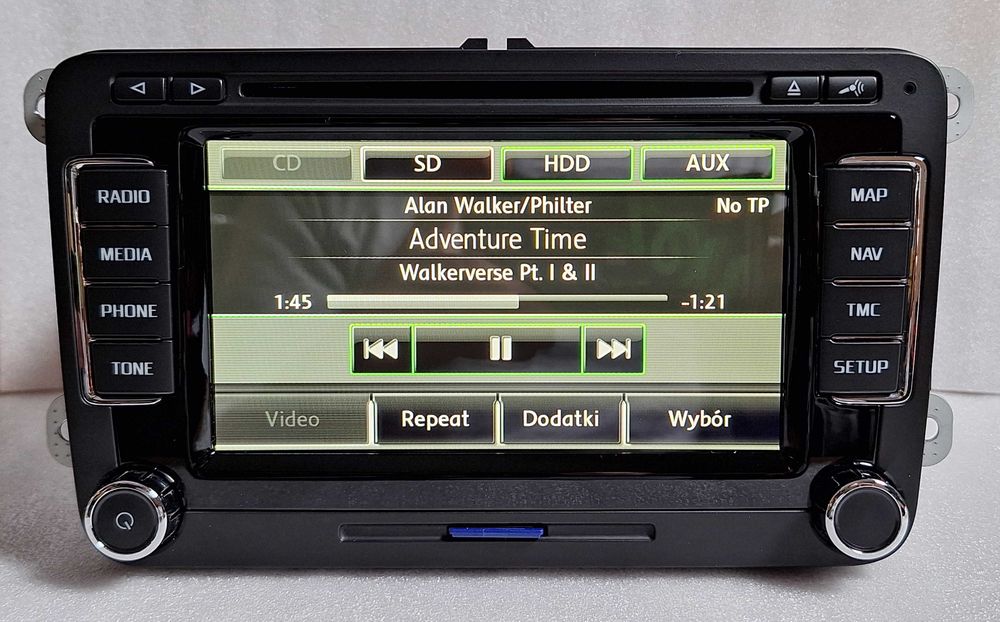 CD SD HDD AUX
RADIO
MEDIA
PHONE
TONE
Alan Walker/Philter No TP
Adventure Time
Walkerverse Pt. I & II
1:45 -1:21
Video Repeat Dodatki Wybór
MAP
NAV
TMC
SETUP